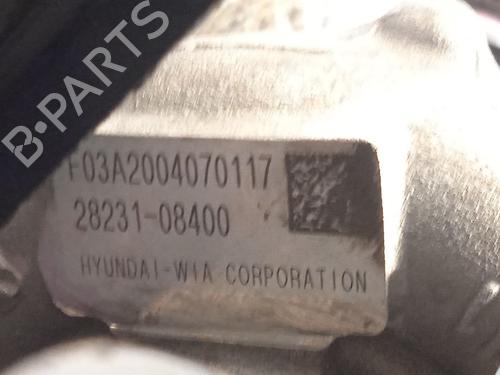 B-PARTS
F03A2004070117
28231-08400
HYUNDAI-WIA CORPORATION